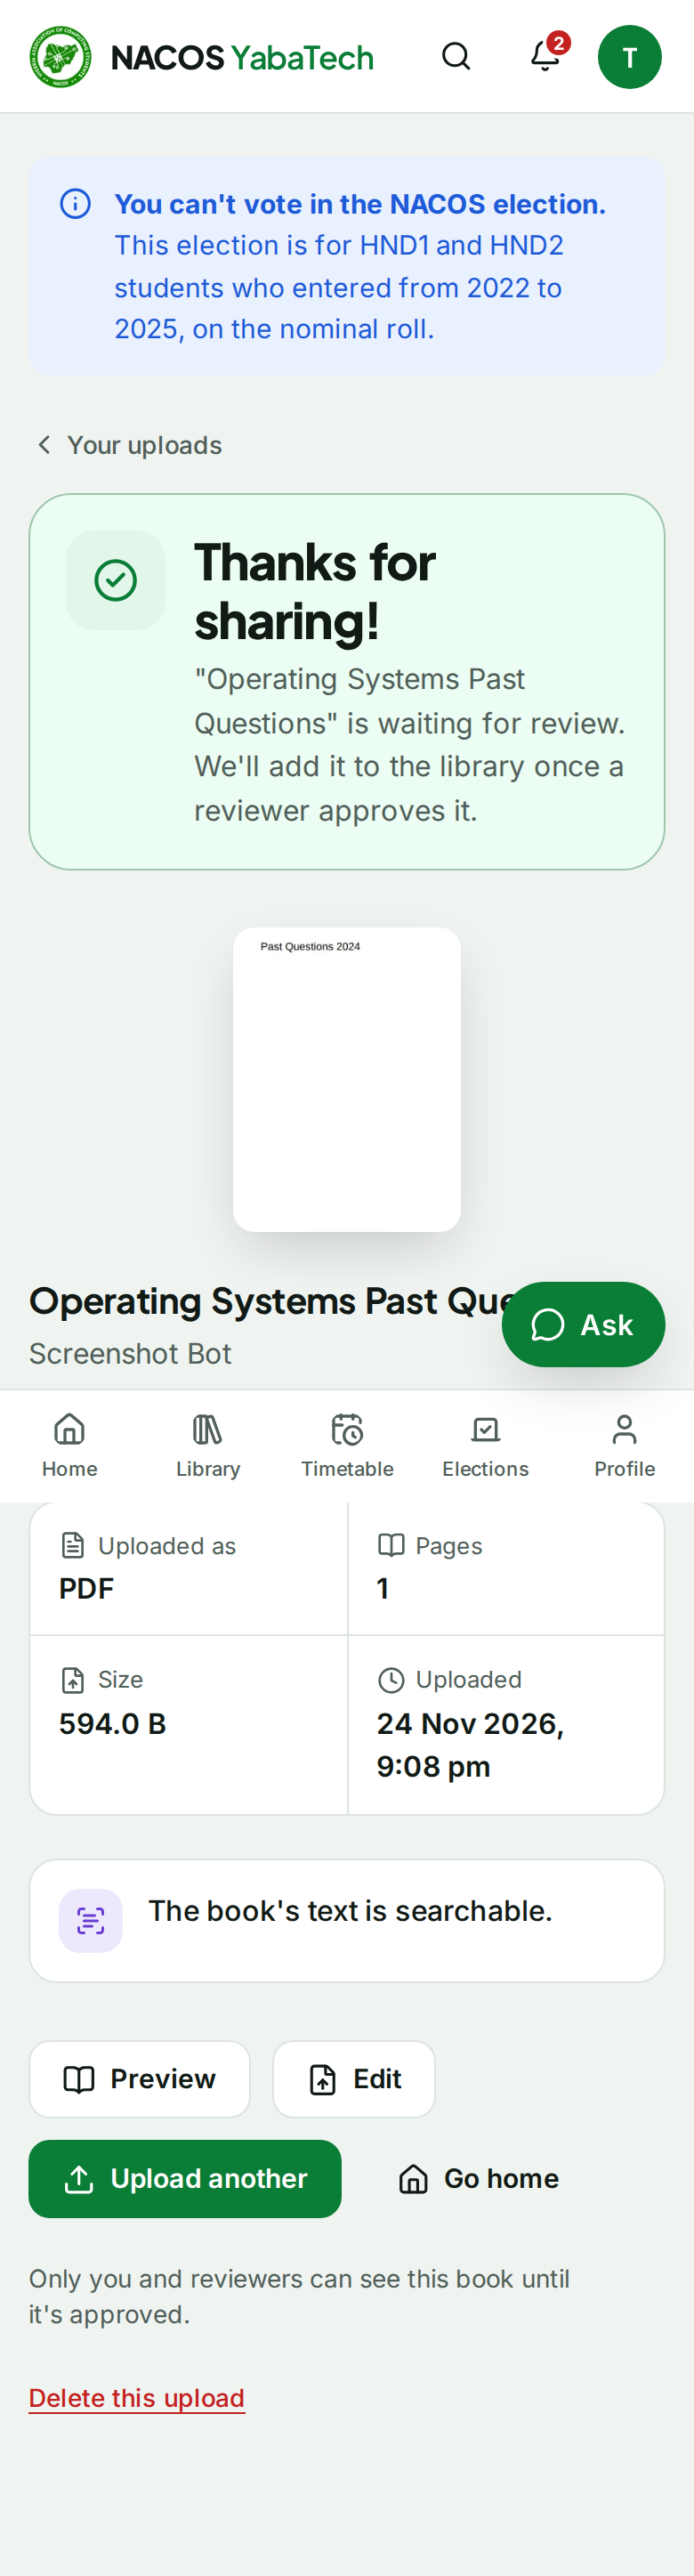 NACOS YabaTech
2
T
You can't vote in the NACOS election.
This election is for HND1 and HND2
students who entered from 2022 to
2025, on the nominal roll.
Your uploads
Thanks for
sharing!
"Operating Systems Past
Questions" is waiting for review.
We'll add it to the library once a
reviewer approves it.
Past Questions 2024
Operating Systems Past
Ask
Screenshot Bot
Home
Library
Timetable
Elections
Profile
Uploaded as
Pages
PDF
1
Size
Uploaded
594.0 B
24 Nov 2026,
9:08 pm
The book's text is searchable.
Preview
Edit
Upload another
Go home
Only you and reviewers can see this book until
it's approved.
Delete this upload